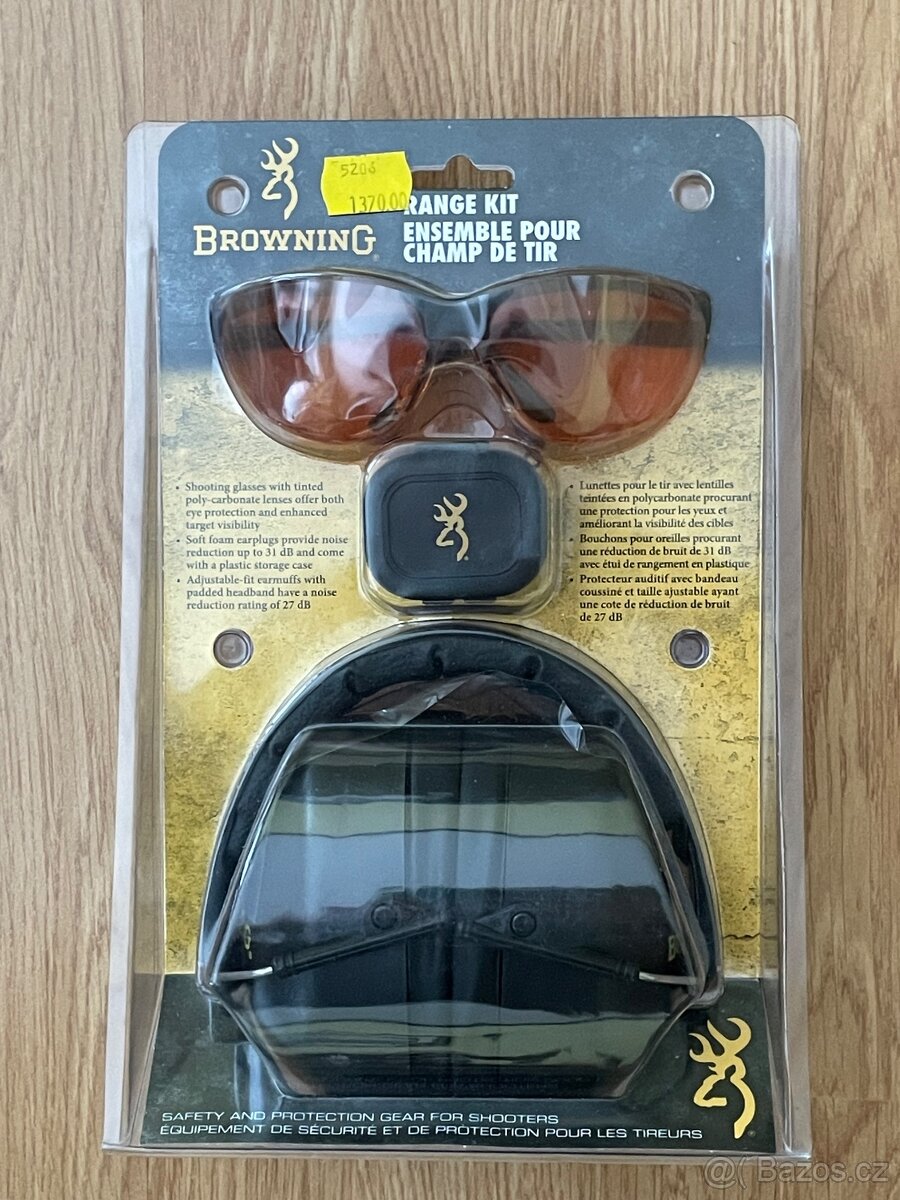 5206
1370.00
BROWNING
RANGE KIT
ENSEMBLE POUR
CHAMP DE TIR
• Shooting glasses with tinted
poly-carbonate lenses offer both
eye protection and enhanced
target visibility
• Soft foam earplugs provide noise
reduction up to 31 dB and come
with a plastic storage case
• Adjustable-fit earmuffs with
padded headband have a noise
reduction rating of 27 dB
• Lunettes pour le tir avec lentilles
teintées en polycarbonate procurant
une protection pour les yeux et
améliorant la visibilité des cibles
• Bouchons pour oreilles procurant
une réduction de bruit de 31 dB
avec étui de rangement en plastique
• Protecteur auditif avec bandeau
coussiné et taille ajustable ayant
une cote de réduction de bruit
de 27 dB
SAFETY AND PROTECTION GEAR FOR SHOOTERS
ÉQUIPEMENT DE SÉCURITÉ ET DE PROTECTION POUR LES TIREURS
Bazos.cz